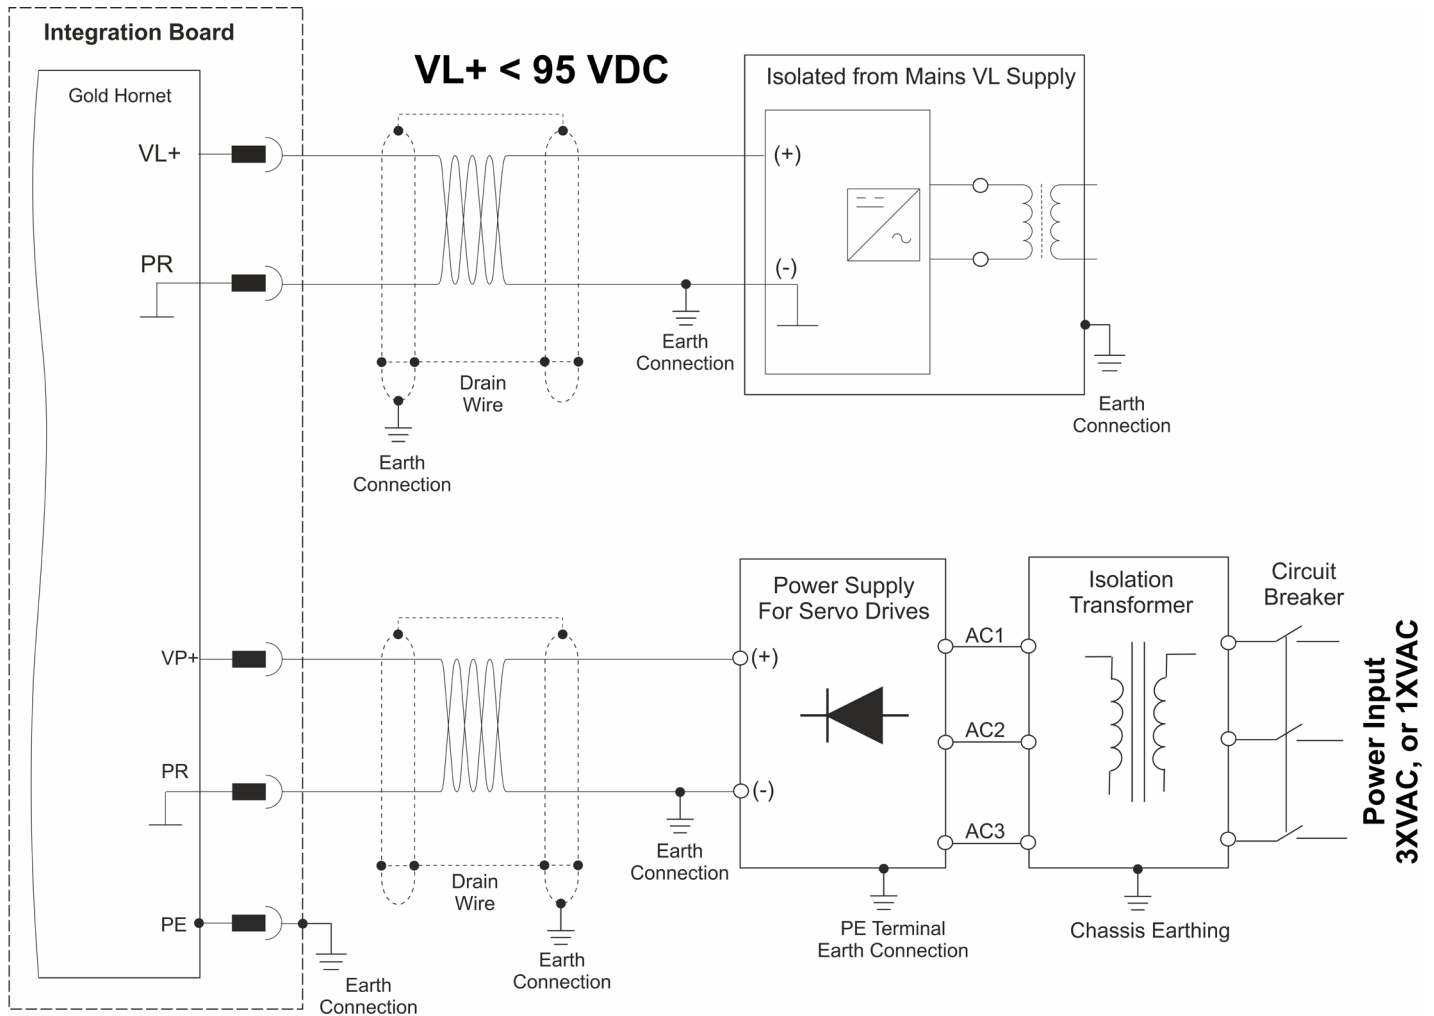 Integration Board
Gold Hornet
VL+ < 95 VDC
Isolated from Mains VL Supply
VL+
(+)
PR
(-)
Earth
Connection
Drain
Wire
Earth
Connection
Earth
Connection
Power Supply
For Servo Drives
Isolation
Transformer
Circuit
Breaker
AC1
VP+
(+)
AC2
PR
(-)
AC3
Power Input
3XVAC, or 1XVAC
Earth
Connection
Drain
Wire
PE
PE Terminal
Earth Connection
Chassis Earthing
Earth
Connection
Earth
Connection